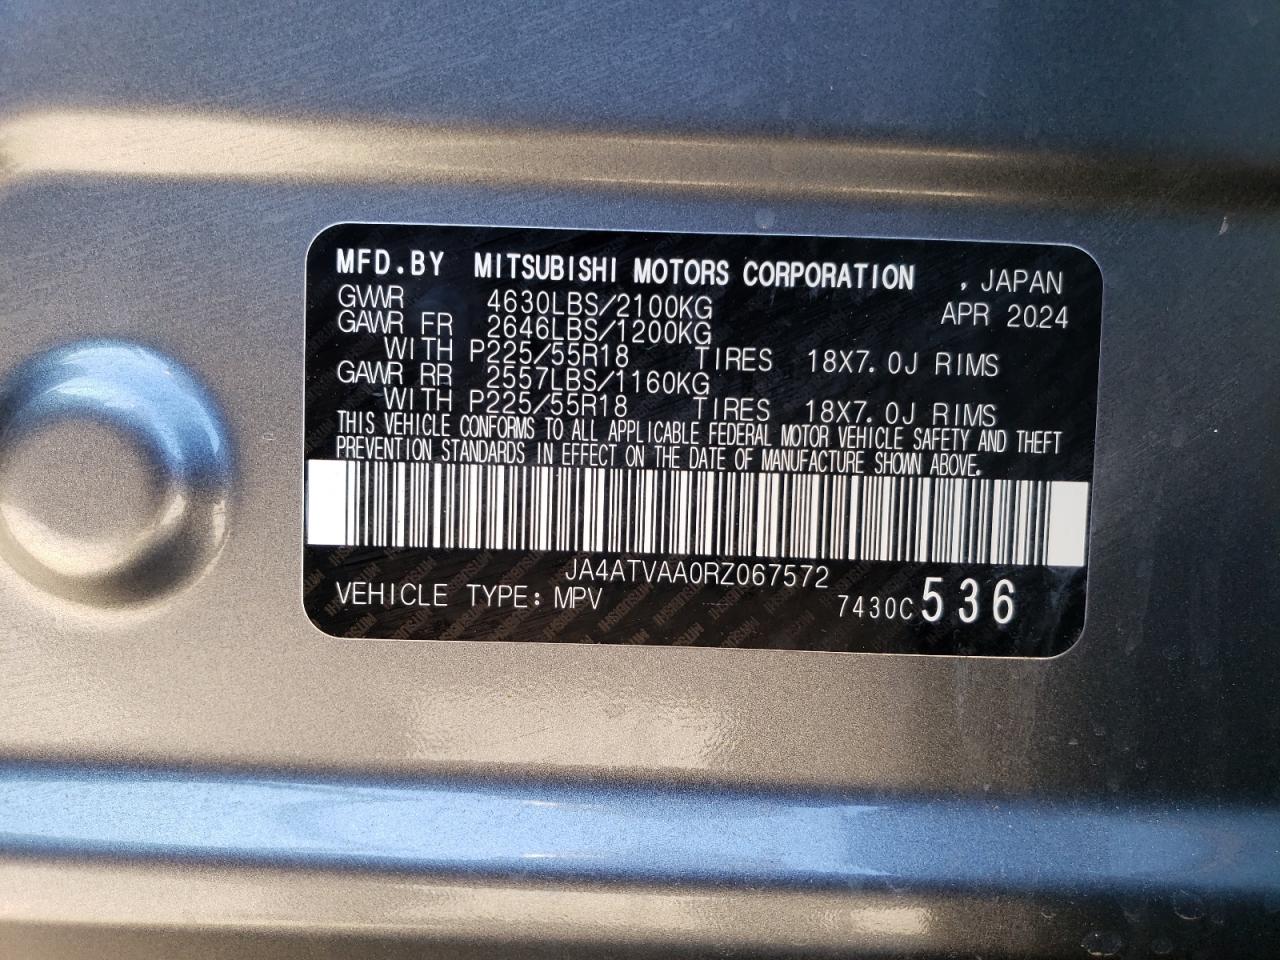 MFD.BY MITSUBISHI MOTORS CORPORATION , JAPAN
GVWR 4630LBS/2100KG APR 2024
GAWR FR 2646LBS/1200KG
WITH P225/55R18 TIRES 18X7.0J RIMS
GAWR RR 2557LBS/1160KG
WITH P225/55R18 TIRES 18X7.0J RIMS
THIS VEHICLE CONFORMS TO ALL APPLICABLE FEDERAL MOTOR VEHICLE SAFETY AND THEFT
PREVENTION STANDARDS IN EFFECT ON THE DATE OF MANUFACTURE SHOWN ABOVE.
JA4ATVAA0RZ067572
VEHICLE TYPE: MPV 7430C 536